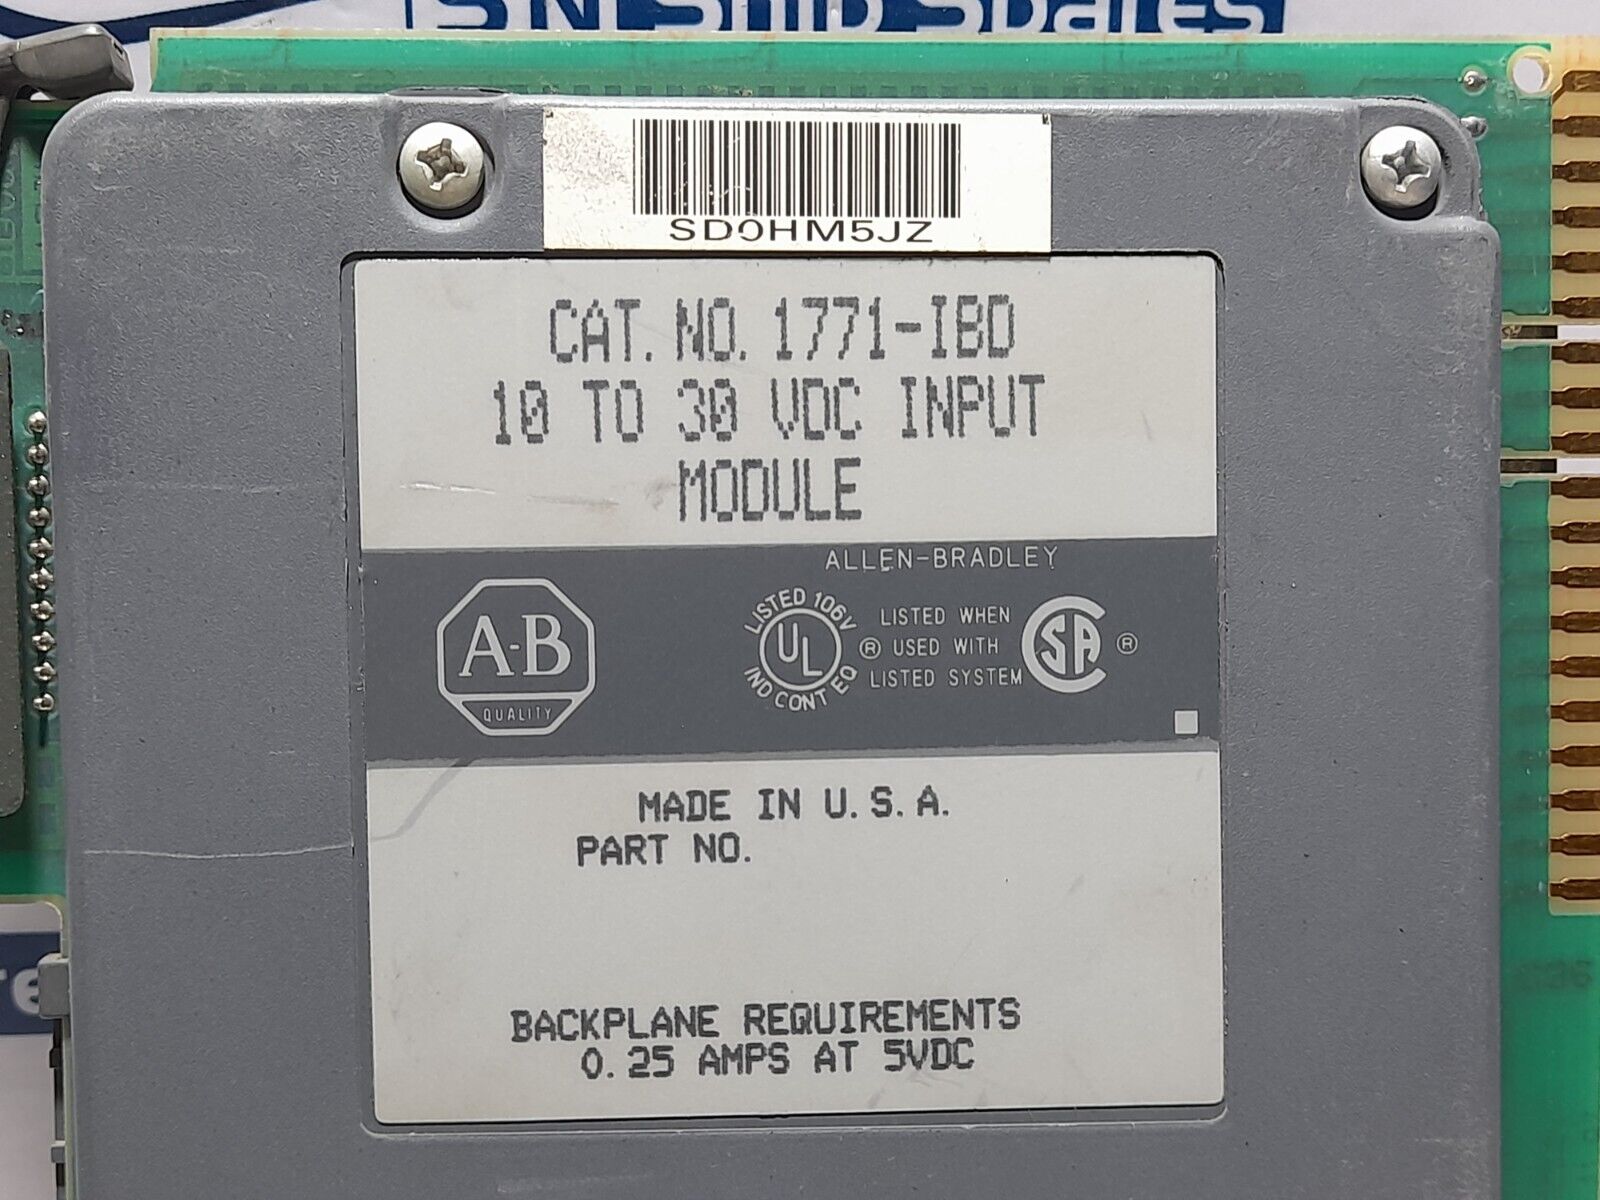 S N Ship Spares
SD0HM5JZ
CAT. NO. 1771-IBD
10 TO 30 VDC INPUT
MODULE
ALLEN-BRADLEY
A-B
QUALITY
LISTED 106V
UL
IND CONT EQ
®
LISTED WHEN
USED WITH
LISTED SYSTEM
SA
®
MADE IN U.S.A.
PART NO.
BACKPLANE REQUIREMENTS
0.25 AMPS AT 5VDC